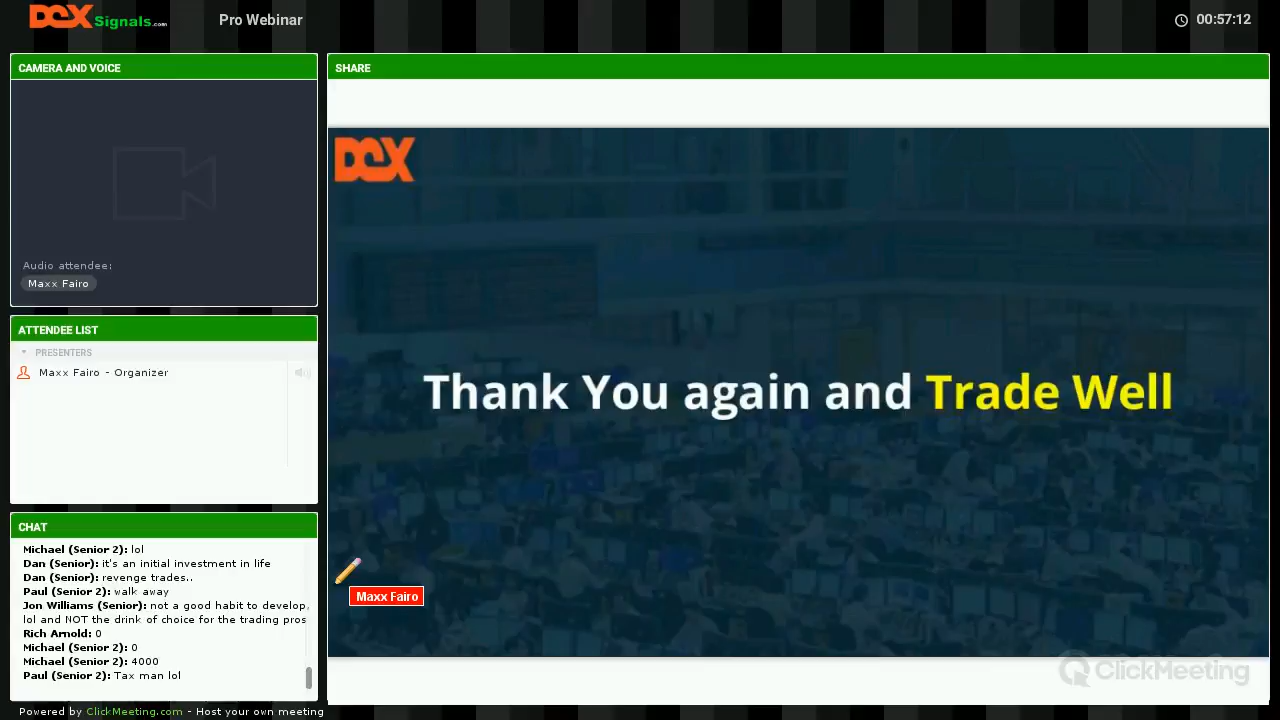 DCX Signals.com
Pro Webinar
00:57:12
CAMERA AND VOICE
Audio attendee:
Maxx Fairo
ATTENDEE LIST
PRESENTERS
Maxx Fairo - Organizer
CHAT
Michael (Senior 2): lol
Dan (Senior): it's an initial investment in life
Dan (Senior): revenge trades..
Paul (Senior 2): walk away
Jon Williams (Senior): not a good habit to develop,
lol and NOT the drink of choice for the trading pros
Rich Arnold: 0
Michael (Senior 2): 0
Michael (Senior 2): 4000
Paul (Senior 2): Tax man lol
Powered by ClickMeeting.com - Host your own meeting
SHARE
DCX
Thank You again and Trade Well
Maxx Fairo
ClickMeeting